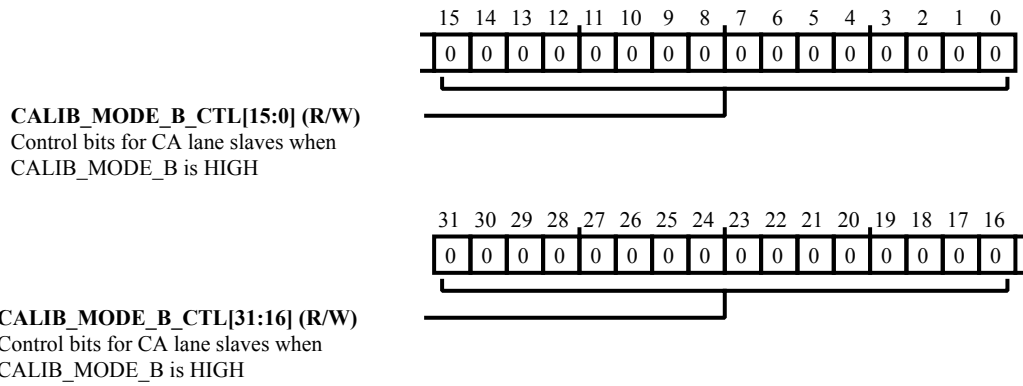 15 14 13 12 11 10 9 8 7 6 5 4 3 2 1 0
0 0 0 0 0 0 0 0 0 0 0 0 0 0 0 0
CALIB_MODE_B_CTL[15:0] (R/W)
Control bits for CA lane slaves when
CALIB_MODE_B is HIGH
31 30 29 28 27 26 25 24 23 22 21 20 19 18 17 16
0 0 0 0 0 0 0 0 0 0 0 0 0 0 0 0
CALIB_MODE_B_CTL[31:16] (R/W)
Control bits for CA lane slaves when
CALIB_MODE_B is HIGH